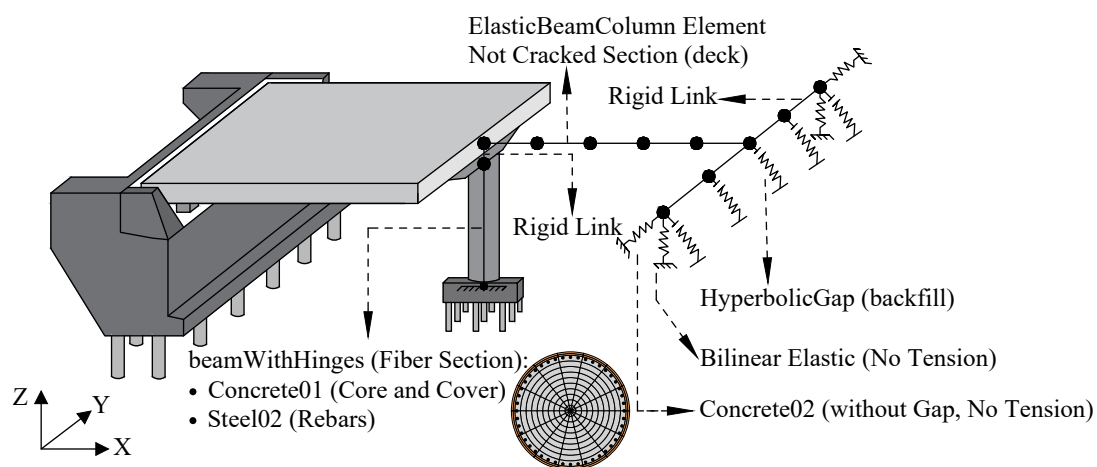 ElasticBeamColumn Element
Not Cracked Section (deck)
Rigid Link
Rigid Link
HyperbolicGap (backfill)
beamWithHinges (Fiber Section):
• Concrete01 (Core and Cover)
• Steel02 (Rebars)
Bilinear Elastic (No Tension)
Concrete02 (without Gap, No Tension)
Z
Y
X